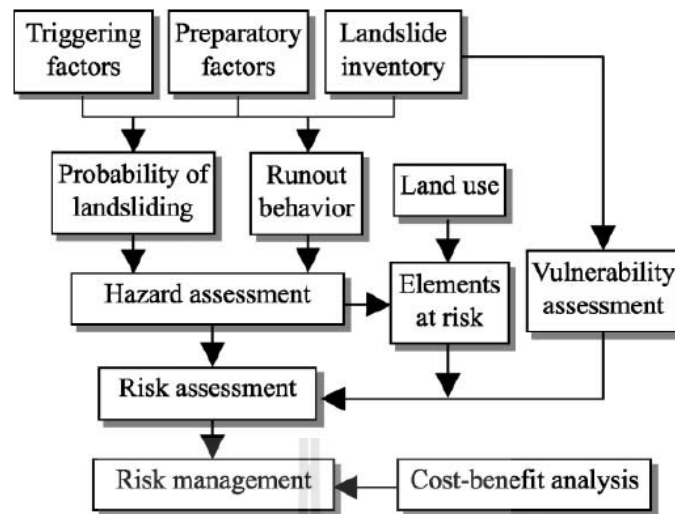 Triggering
factors
Preparatory
factors
Landslide
inventory
Probability of
landsliding
Runout
behavior
Land use
Hazard assessment
Elements
at risk
Vulnerability
assessment
Risk assessment
Risk management
Cost-benefit analysis